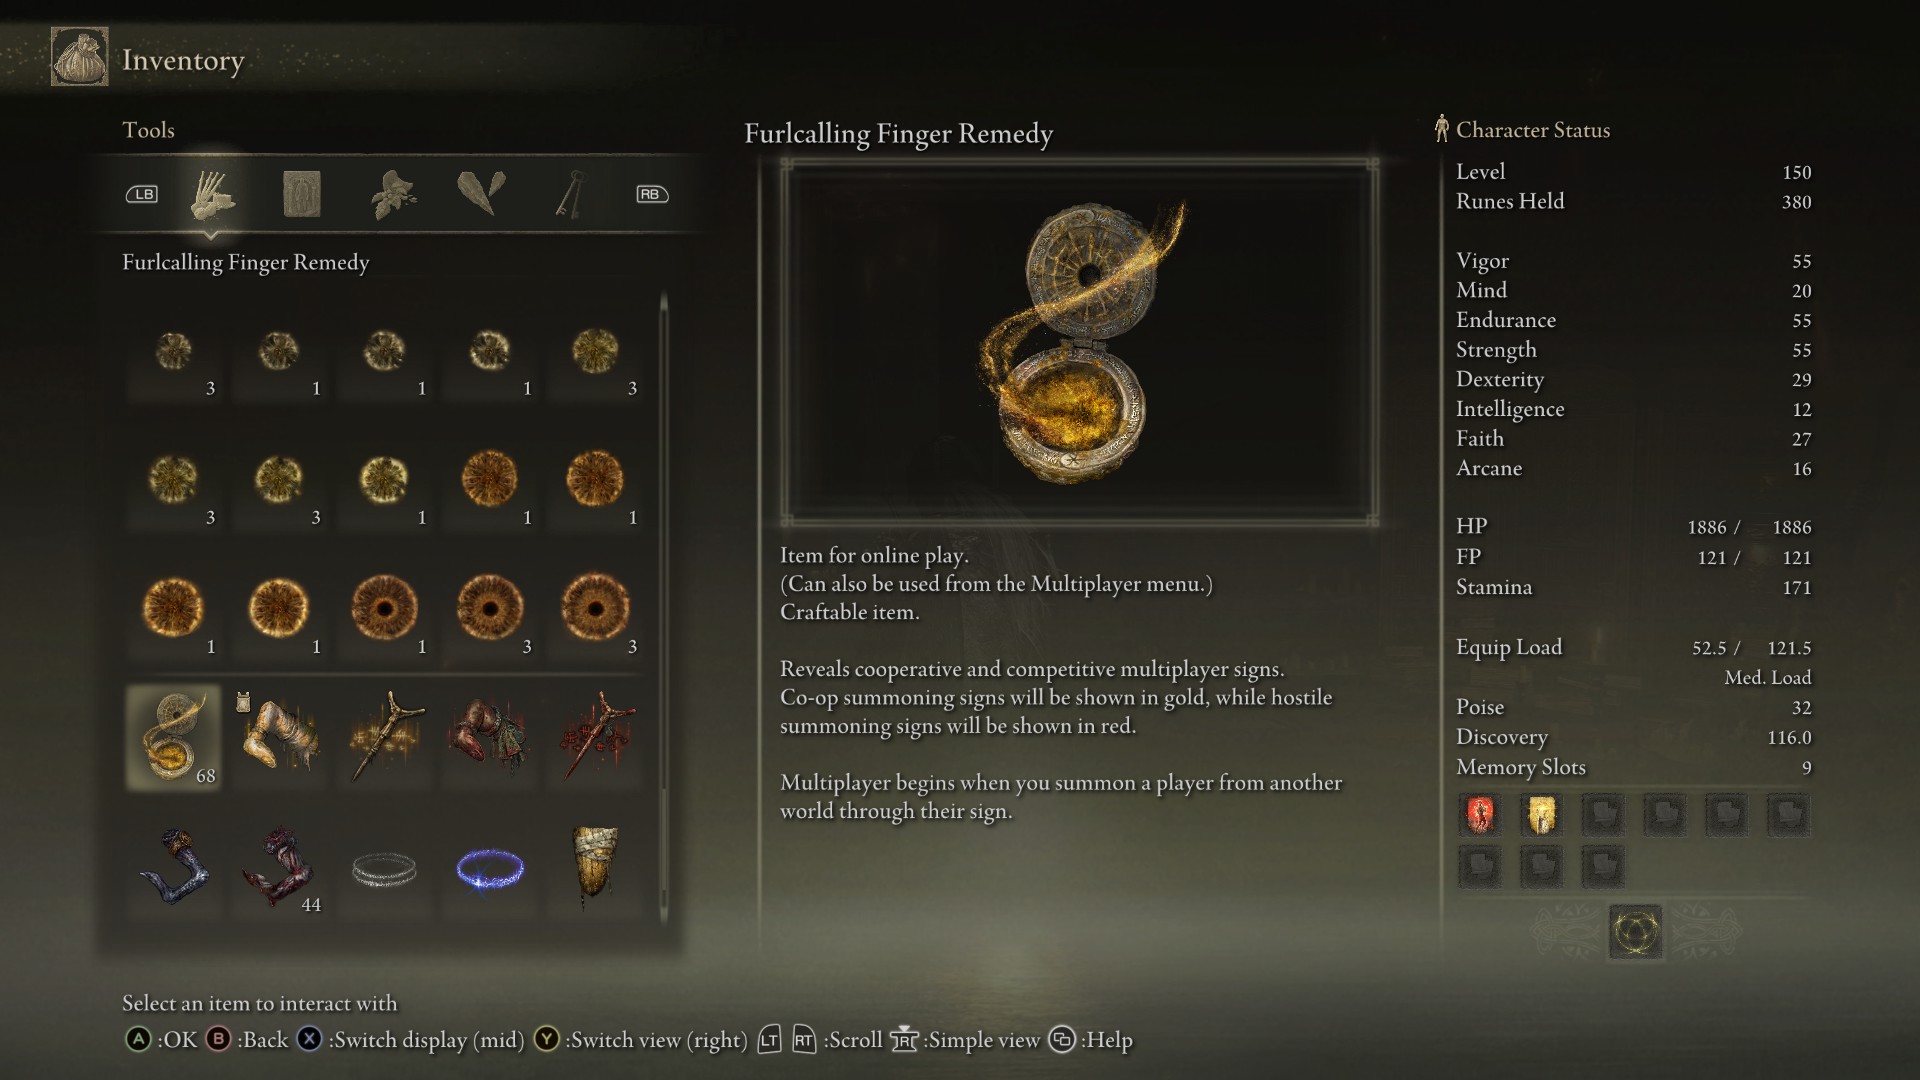 Inventory
Tools
LB
RB
Furlcalling Finger Remedy
3 1 1 1 3
3 3 1 1 1
1 1 1 3 3
68
44
Furlcalling Finger Remedy
Item for online play.
(Can also be used from the Multiplayer menu.)
Craftable item.
Reveals cooperative and competitive multiplayer signs.
Co-op summoning signs will be shown in gold, while hostile
summoning signs will be shown in red.
Multiplayer begins when you summon a player from another
world through their sign.
Character Status
Level 150
Runes Held 380
Vigor 55
Mind 20
Endurance 55
Strength 55
Dexterity 29
Intelligence 12
Faith 27
Arcane 16
HP 1886 / 1886
FP 121 / 121
Stamina 171
Equip Load 52.5 / 121.5
Med. Load
Poise 32
Discovery 116.0
Memory Slots 9
Select an item to interact with
A :OK B :Back X :Switch display (mid) Y :Switch view (right) LT RT :Scroll R :Simple view :Help